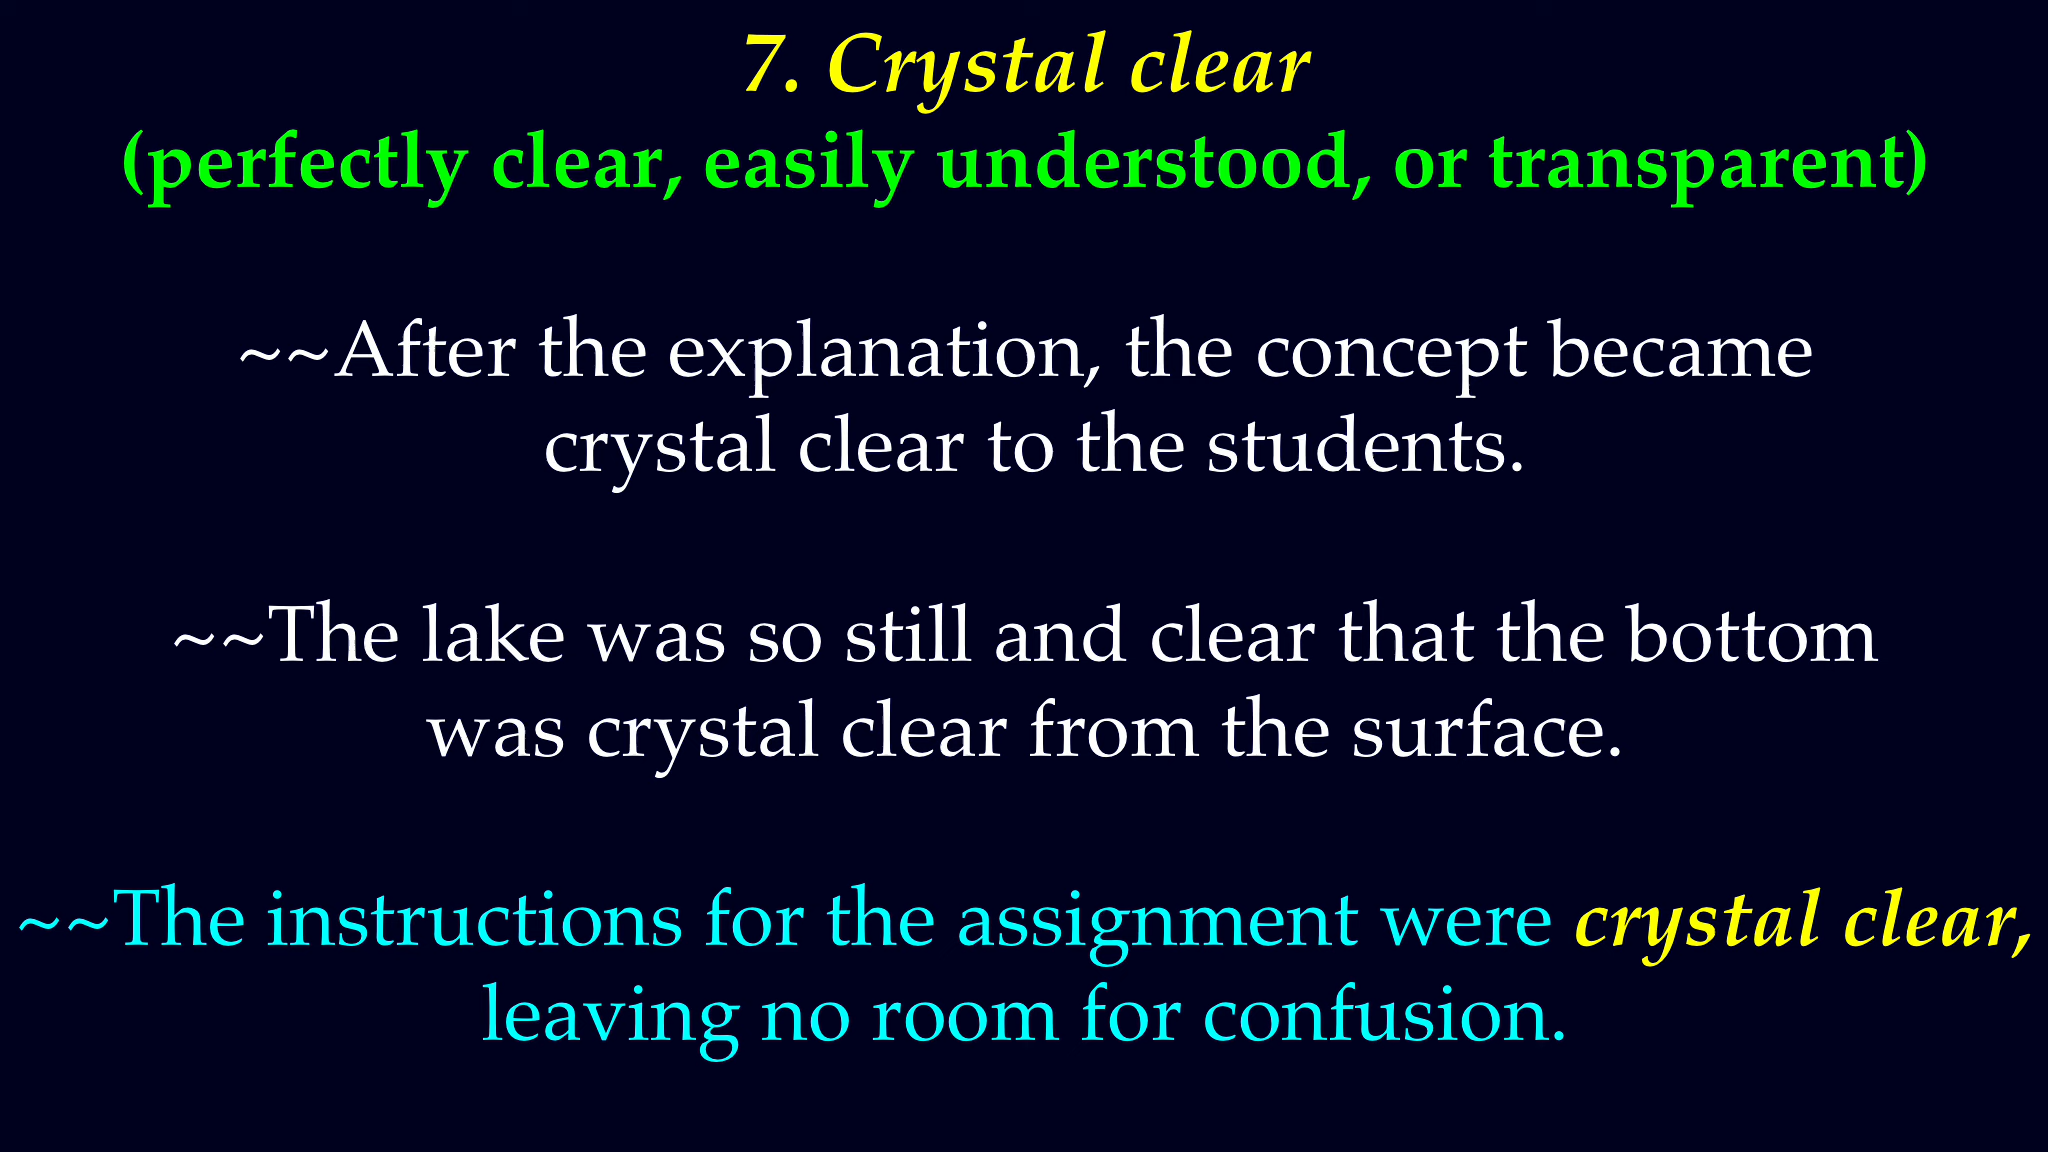 7. Crystal clear
(perfectly clear, easily understood, or transparent)
~~After the explanation, the concept became
crystal clear to the students.
~~The lake was so still and clear that the bottom
was crystal clear from the surface.
~~The instructions for the assignment were crystal clear,
leaving no room for confusion.